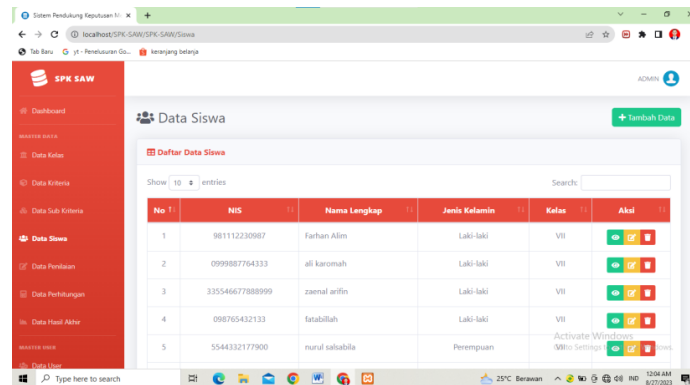 Sistem Pendukung Keputusan M
localhost/SPK-SAW/SPK-SAW/Siswa
Tab Baru
yt - Penelusuran Go...
keranjang belanja
SPK SAW
ADMIN
Dashboard
Data Siswa
Tambah Data
MASTER DATA
Data Kelas
Daftar Data Siswa
Data Kriteria
Show 10 entries
Search:
Data Sub Kriteria
No NIS Nama Lengkap Jenis Kelamin Kelas Aksi
Data Siswa
1 981112230987 Farhan Alim Laki-laki VII
Data Penilaian
2 0999887764333 ali karomah Laki-laki VII
Data Perhitungan
3 335546677888999 zaenal arifin Laki-laki VII
Data Hasil Akhir
4 098765432133 fatabillah Laki-laki VII
Activate Windows
MASTER USER
5 5544332177900 nurul salsabila Perempuan VII
to Settings
Data User
Type here to search
25°C Berawan
IND
12:04 AM
8/27/2023